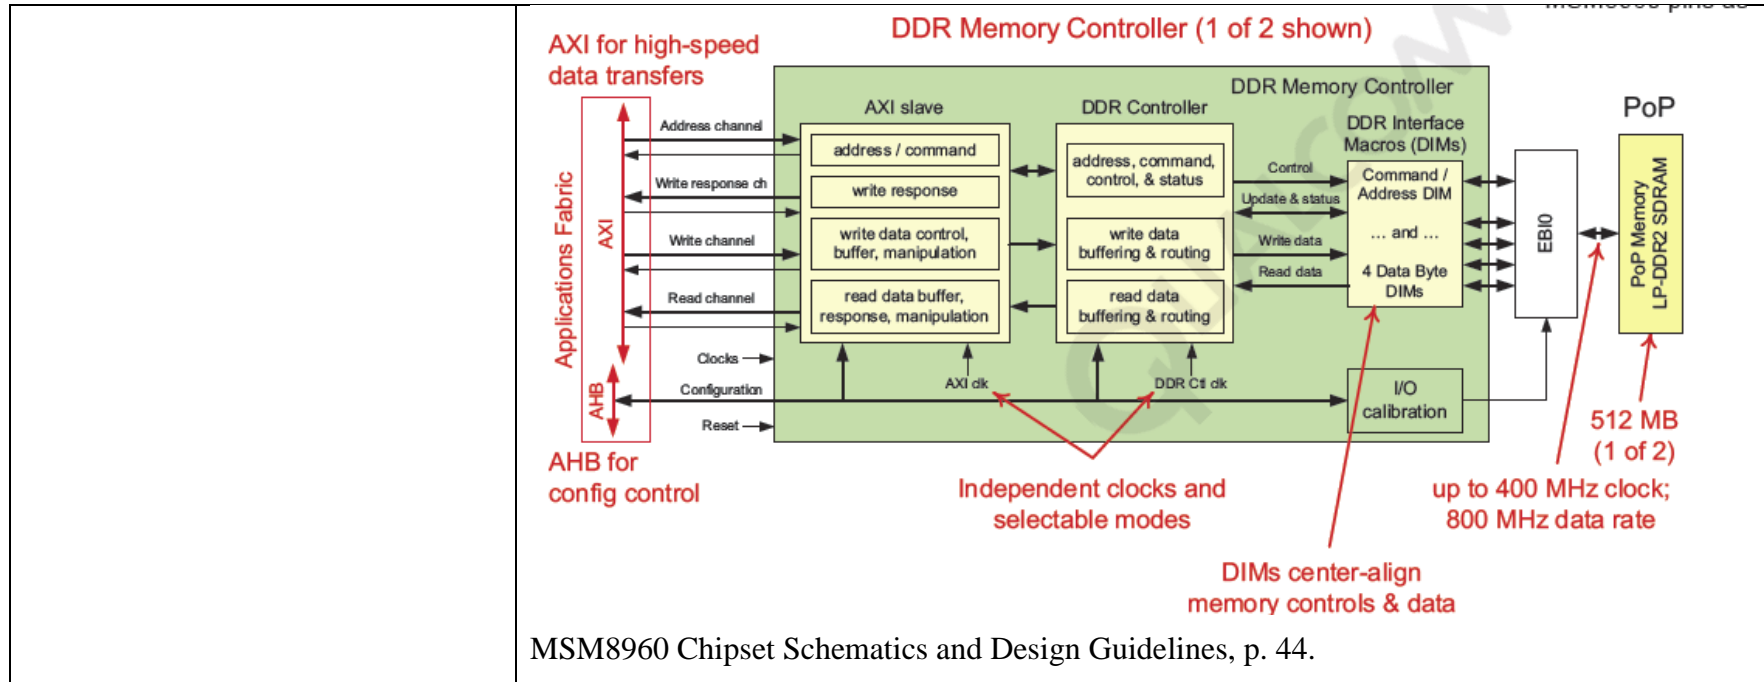 DDR Memory Controller (1 of 2 shown)
AXI for high-speed
data transfers
DDR Memory Controller
AXI slave
DDR Controller
PoP
DDR Interface
Macros (DIMs)
Applications Fabric
AXI
AHB
Address channel
Write response ch
Write channel
Read channel
Clocks
Configuration
Reset
address / command
write response
write data control,
buffer, manipulation
read data buffer,
response, manipulation
AXI clk
address, command,
control, & status
write data
buffering & routing
read data
buffering & routing
DDR Ctl clk
Control
Update & status
Write data
Read data
Command /
Address DIM
... and ...
4 Data Byte
DIMs
I/O
calibration
EBI0
PoP Memory
LP-DDR2 SDRAM
QUALCOM
AHB for
config control
Independent clocks and
selectable modes
512 MB
(1 of 2)
up to 400 MHz clock;
800 MHz data rate
DIMs center-align
memory controls & data
MSM8960 Chipset Schematics and Design Guidelines, p. 44.